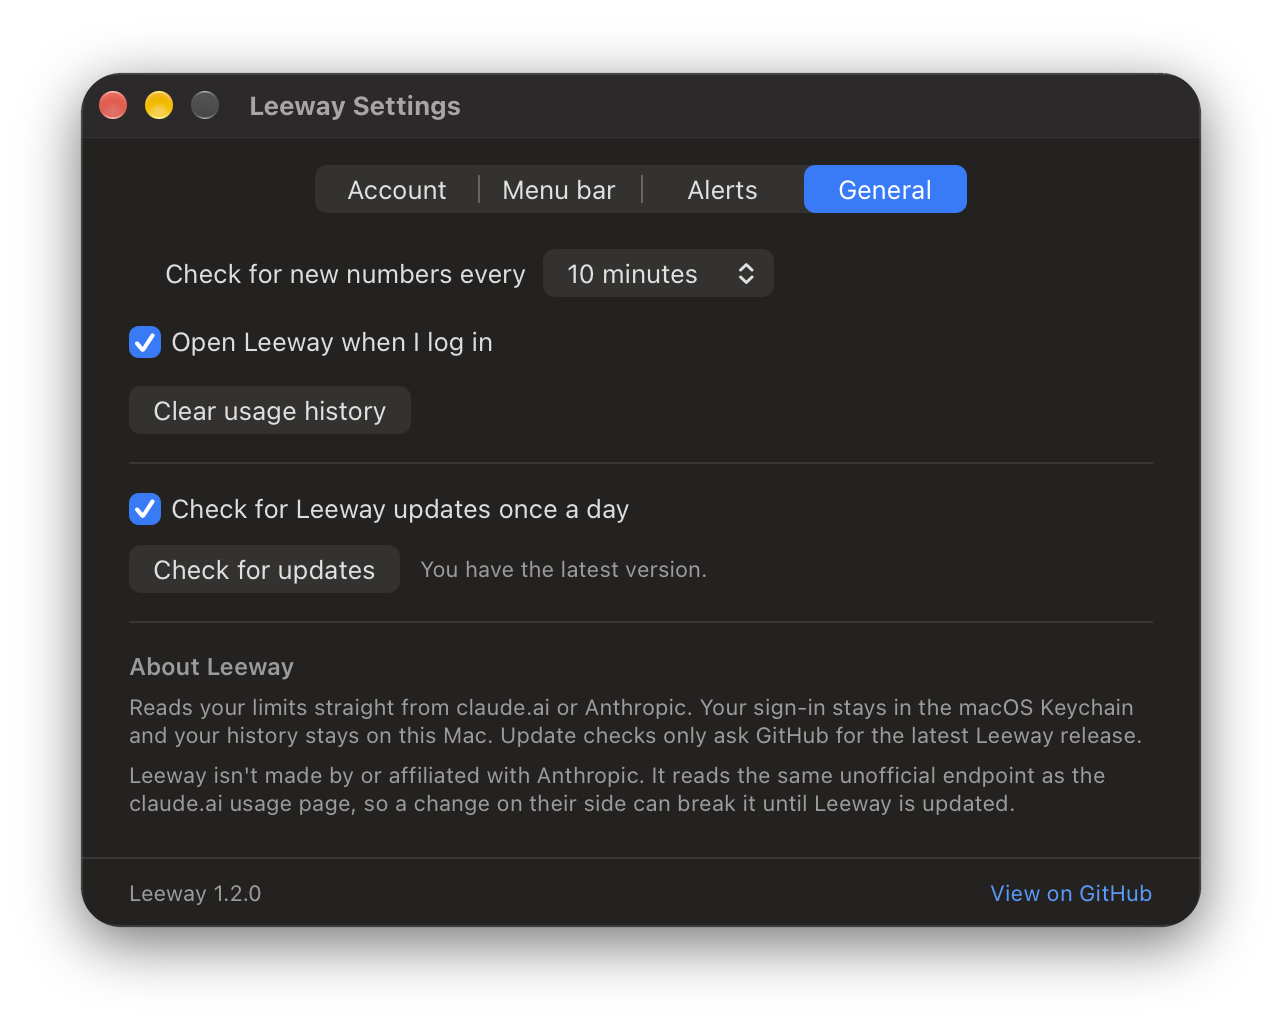 Leeway Settings
Account
Menu bar
Alerts
General
Check for new numbers every
10 minutes
Open Leeway when I log in
Clear usage history
Check for Leeway updates once a day
Check for updates
You have the latest version.
About Leeway
Reads your limits straight from claude.ai or Anthropic. Your sign-in stays in the macOS Keychain
and your history stays on this Mac. Update checks only ask GitHub for the latest Leeway release.
Leeway isn't made by or affiliated with Anthropic. It reads the same unofficial endpoint as the
claude.ai usage page, so a change on their side can break it until Leeway is updated.
Leeway 1.2.0
View on GitHub